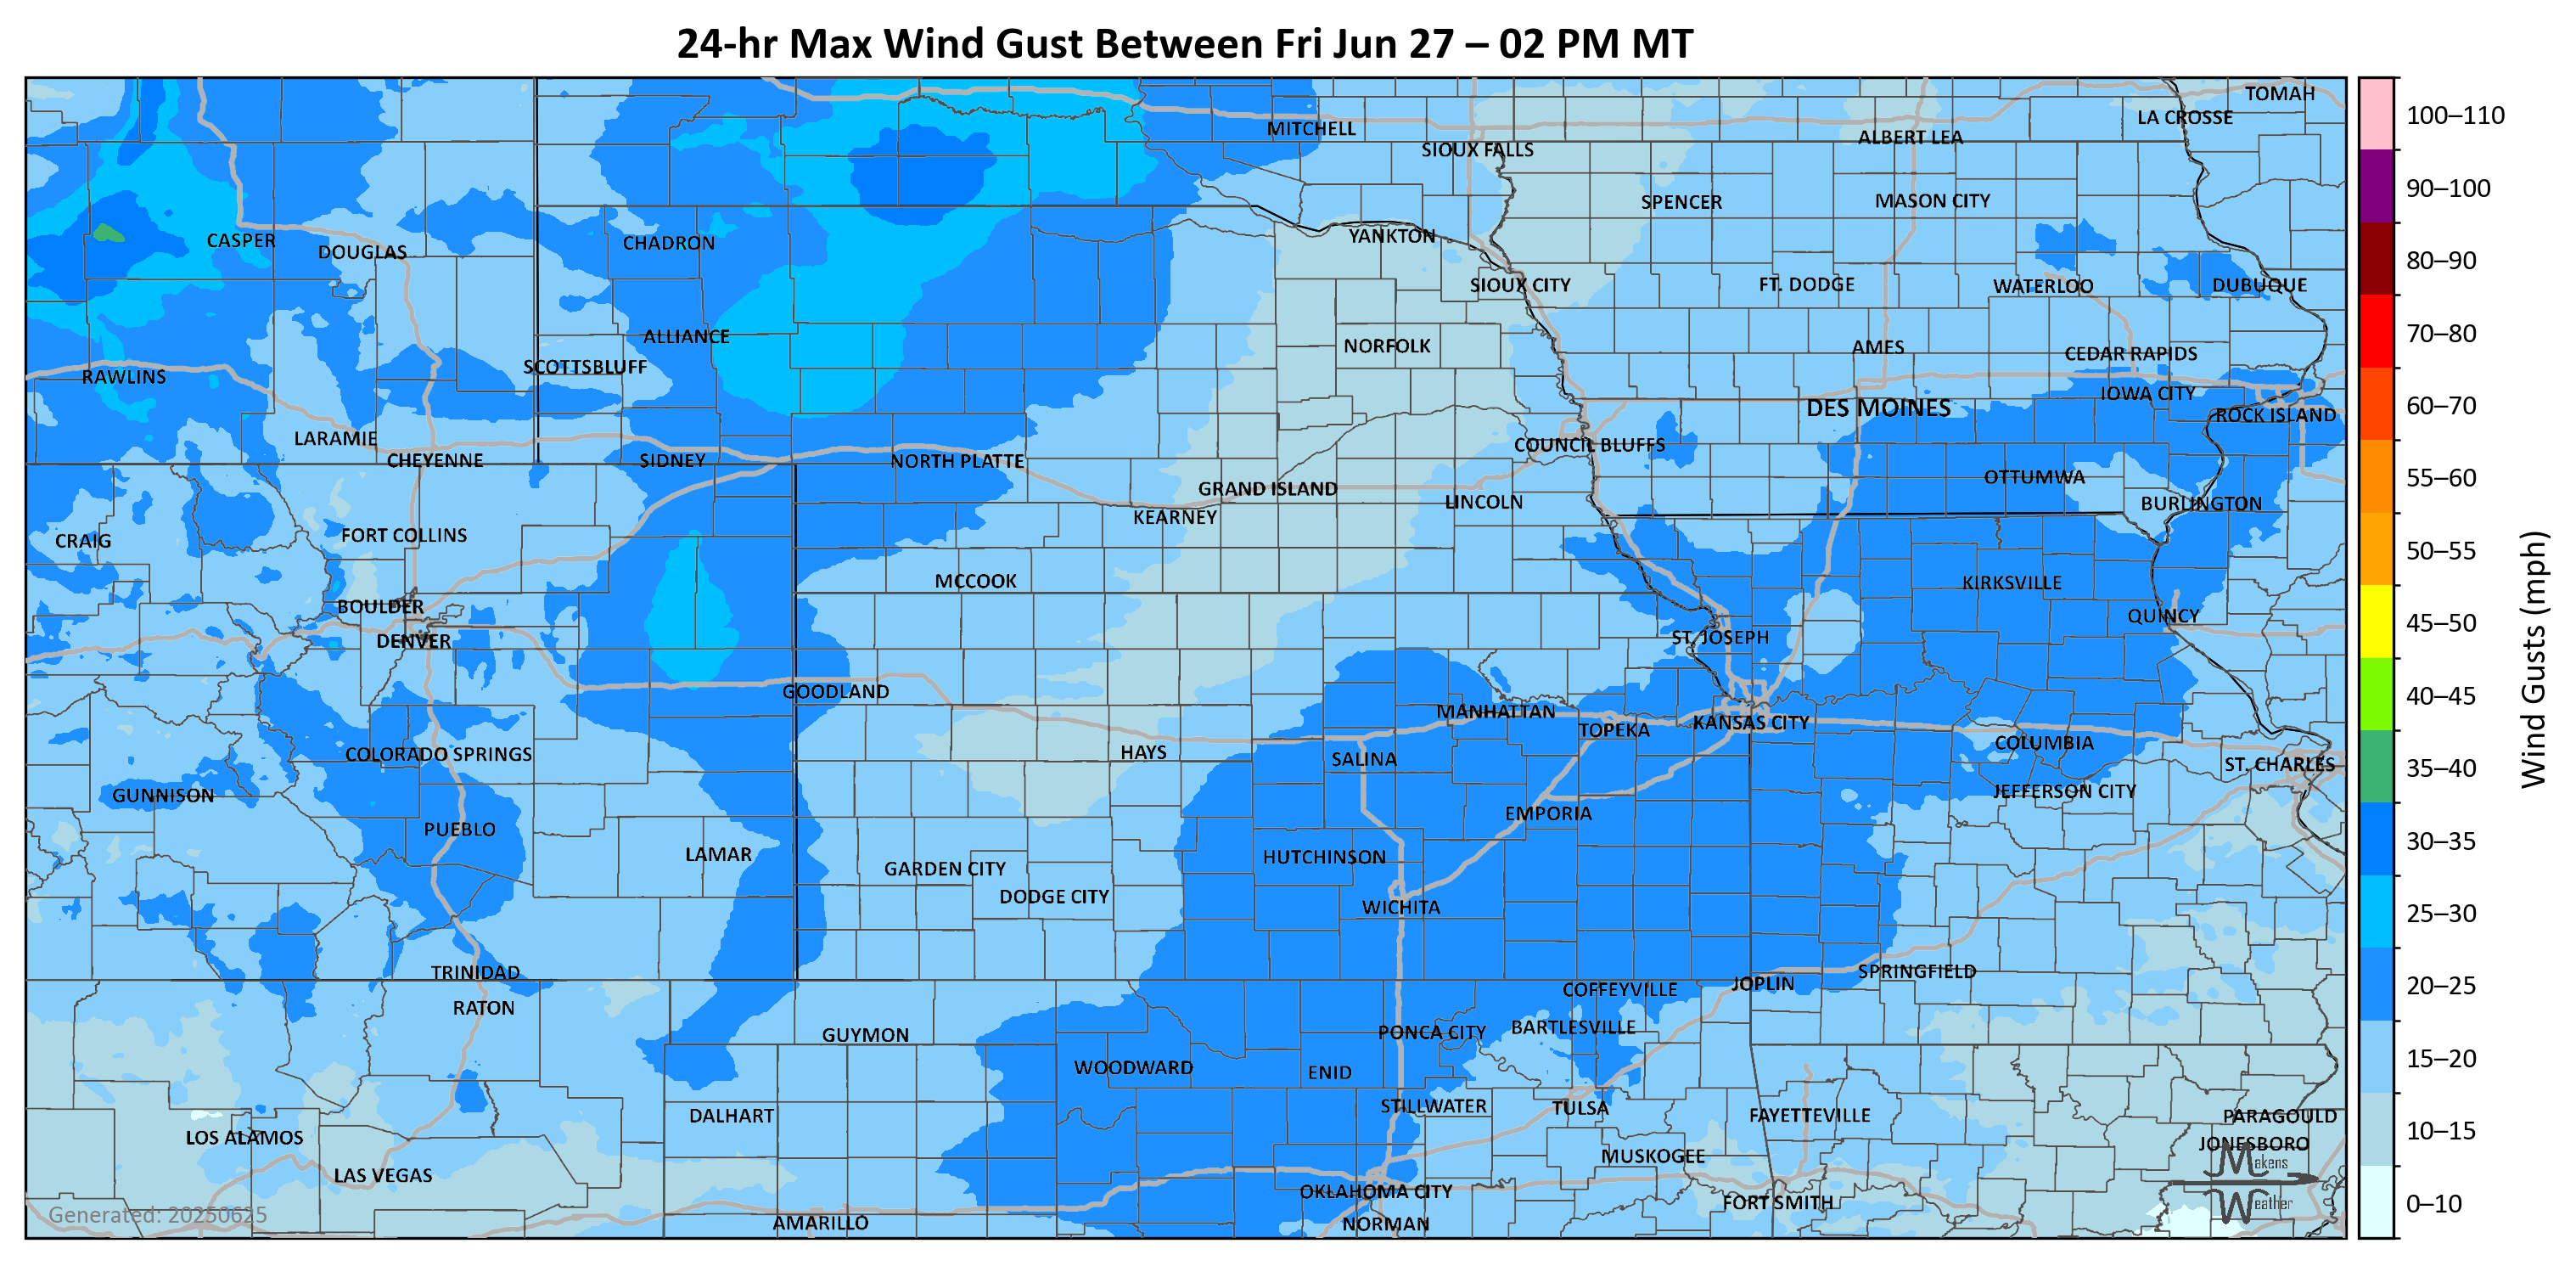 24-hr Max Wind Gust Between Fri Jun 27 – 02 PM MT
TOMAH
LA CROSSE
MITCHELL
ALBERT LEA
SIOUX FALLS
SPENCER
MASON CITY
CASPER
DOUGLAS
CHADRON
YANKTON
SIOUX CITY
FT. DODGE
WATERLOO
DUBUQUE
ALLIANCE
NORFOLK
AMES
CEDAR RAPIDS
SCOTTSBLUFF
RAWLINS
IOWA CITY
DES MOINES
ROCK ISLAND
LARAMIE
COUNCIL BLUFFS
CHEYENNE
SIDNEY
NORTH PLATTE
OTTUMWA
GRAND ISLAND
LINCOLN
BURLINGTON
KEARNEY
FORT COLLINS
CRAIG
MCCOOK
KIRKSVILLE
BOULDER
QUINCY
DENVER
ST. JOSEPH
GOODLAND
MANHATTAN
TOPEKA
KANSAS CITY
COLUMBIA
COLORADO SPRINGS
HAYS
SALINA
ST. CHARLES
GUNNISON
JEFFERSON CITY
EMPORIA
PUEBLO
LAMAR
HUTCHINSON
GARDEN CITY
DODGE CITY
WICHITA
TRINIDAD
SPRINGFIELD
JOPLIN
COFFEYVILLE
RATON
GUYMON
PONCA CITY
BARTLESVILLE
WOODWARD
ENID
STILLWATER
TULSA
DALHART
FAYETTEVILLE
PARAGOULD
LOS ALAMOS
JONESBORO
MUSKOGEE
LAS VEGAS
OKLAHOMA CITY
FORT SMITH
AMARILLO
NORMAN
Generated: 20250625
Makens
Weather
100–110
90–100
80–90
70–80
60–70
55–60
50–55
45–50
40–45
35–40
30–35
25–30
20–25
15–20
10–15
0–10
Wind Gusts (mph)